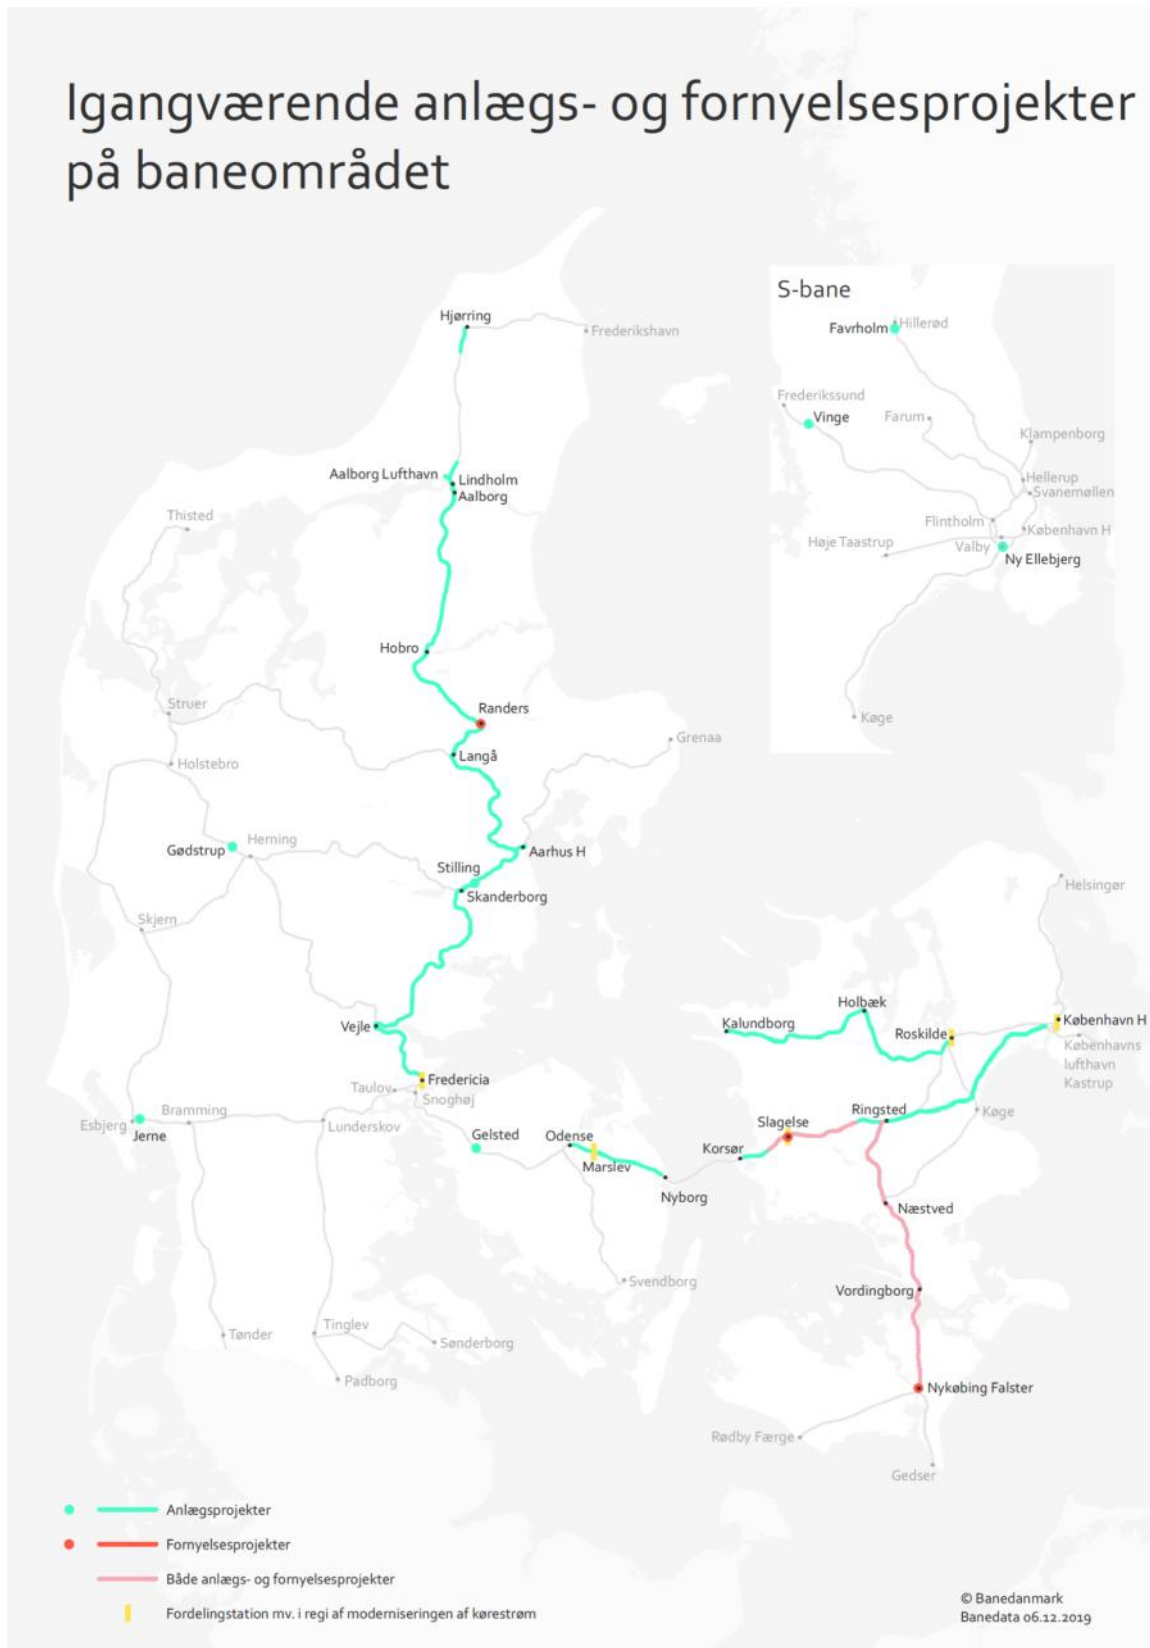 Igangværende anlægs- og fornyelsesprojekter
på baneområdet
S-bane
Hillerød
Favrholm
Frederikssund
Vinge
Farum
Klampenborg
Hellerup
Svanemøllen
Flintholm
København H
Høje Taastrup
Valby
Ny Ellebjerg
Køge
Hjørring
Frederikshavn
Aalborg Lufthavn
Lindholm
Aalborg
Thisted
Hobro
Struer
Randers
Grenaa
Langå
Holstebro
Herning
Gødstrup
Aarhus H
Stilling
Skanderborg
Helsingør
Skjern
Holbæk
Kalundborg
Vejle
Roskilde
København H
Københavns
lufthavn
Kastrup
Fredericia
Taulov
Snoghøj
Esbjerg
Bramming
Jerne
Lunderskov
Gelsted
Odense
Marslev
Nyborg
Korsør
Slagelse
Ringsted
Køge
Næstved
Svendborg
Vordingborg
Tønder
Tinglev
Sønderborg
Padborg
Nykøbing Falster
Rødby Færge
Gedser
Anlægsprojekter
Fornyelsesprojekter
Både anlægs- og fornyelsesprojekter
Fordelingstation mv. i regi af moderniseringen af kørestrøm
© Banedanmark
Banedata 06.12.2019